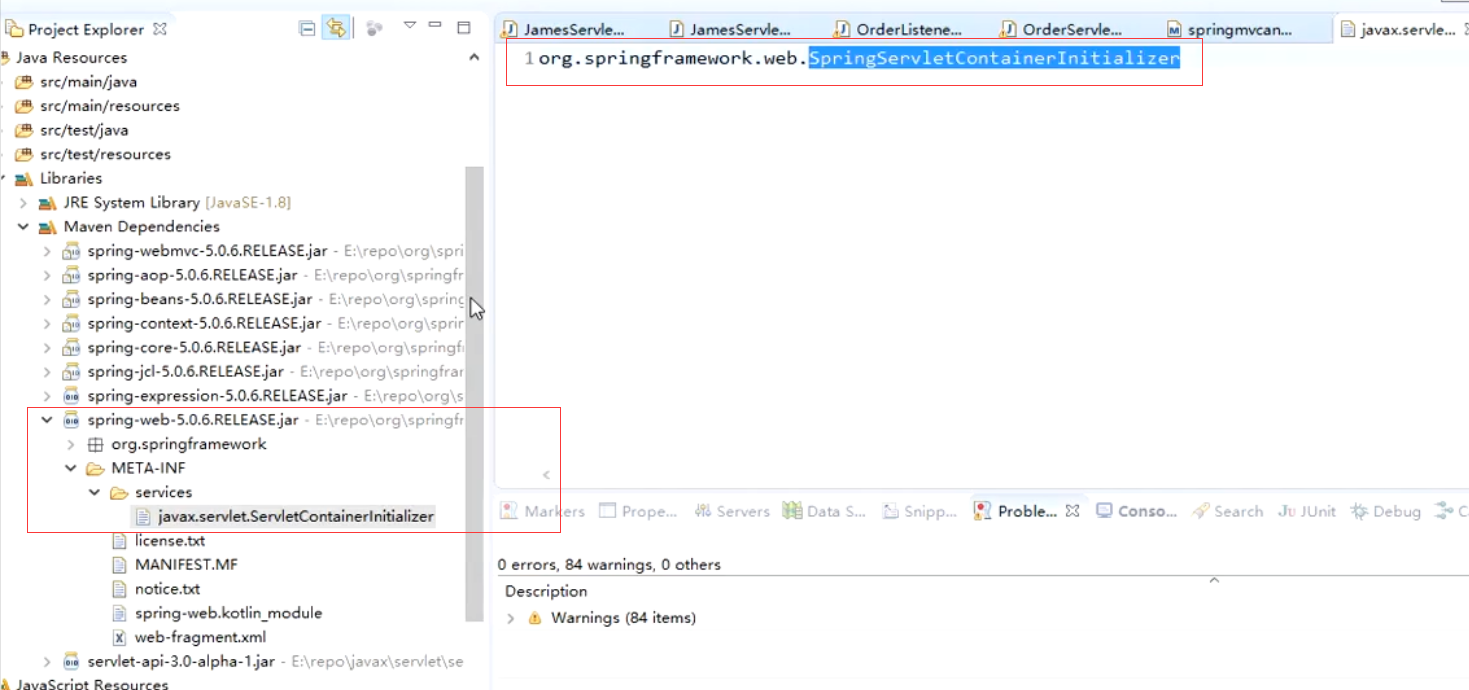 Project Explorer
Java Resources
src/main/java
src/main/resources
src/test/java
src/test/resources
Libraries
JRE System Library [JavaSE-1.8]
Maven Dependencies
spring-webmvc-5.0.6.RELEASE.jar - E:\repo\org\spri
spring-aop-5.0.6.RELEASE.jar - E:\repo\org\springfr
spring-beans-5.0.6.RELEASE.jar - E:\repo\org\spring
spring-context-5.0.6.RELEASE.jar - E:\repo\org\sprin
spring-core-5.0.6.RELEASE.jar - E:\repo\org\springf
spring-jcl-5.0.6.RELEASE.jar - E:\repo\org\springfrar
spring-expression-5.0.6.RELEASE.jar - E:\repo\org\s
spring-web-5.0.6.RELEASE.jar - E:\repo\org\springfr
org.springframework
META-INF
services
javax.servlet.ServletContainerInitializer
license.txt
MANIFEST.MF
notice.txt
spring-web.kotlin_module
web-fragment.xml
servlet-api-3.0-alpha-1.jar - E:\repo\javax\servlet\se
JavaScript Resources
JamesServle... JamesServle... OrderListene... OrderServle... springmvcan... javax.servle...
1 org.springframework.web.SpringServletContainerInitializer
Markers Prope... Servers Data S... Snipp... Proble... Conso... Search JUnit Debug C
0 errors, 84 warnings, 0 others
Description
Warnings (84 items)